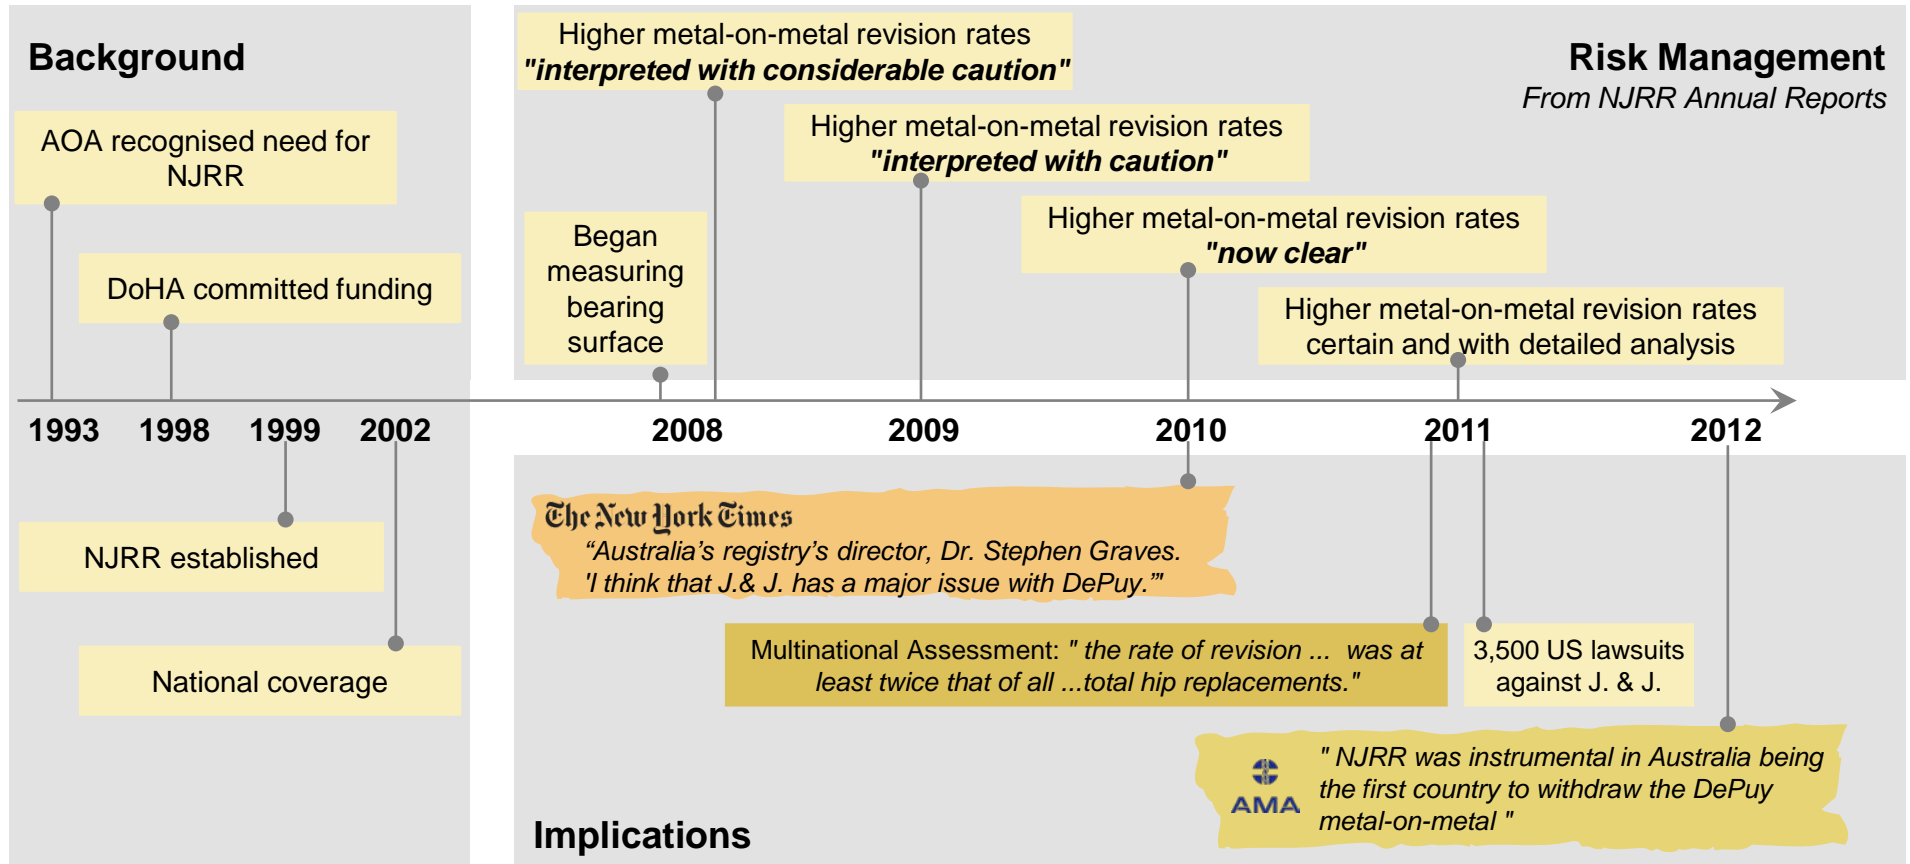 Background
AOA recognised need for
NJRR
DoHA committed funding
Higher metal-on-metal revision rates
"interpreted with considerable caution"
Risk Management
From NJRR Annual Reports
Higher metal-on-metal revision rates
"interpreted with caution"
Began
measuring
bearing
surface
Higher metal-on-metal revision rates
"now clear"
Higher metal-on-metal revision rates
certain and with detailed analysis
1993 1998 1999 2002 2008 2009 2010 2011 2012
NJRR established
National coverage
The New York Times
“Australia’s registry’s director, Dr. Stephen Graves.
'I think that J.& J. has a major issue with DePuy.”'
Multinational Assessment: " the rate of revision ... was at
least twice that of all ...total hip replacements."
3,500 US lawsuits
against J. & J.
AMA
" NJRR was instrumental in Australia being
the first country to withdraw the DePuy
metal-on-metal "
Implications